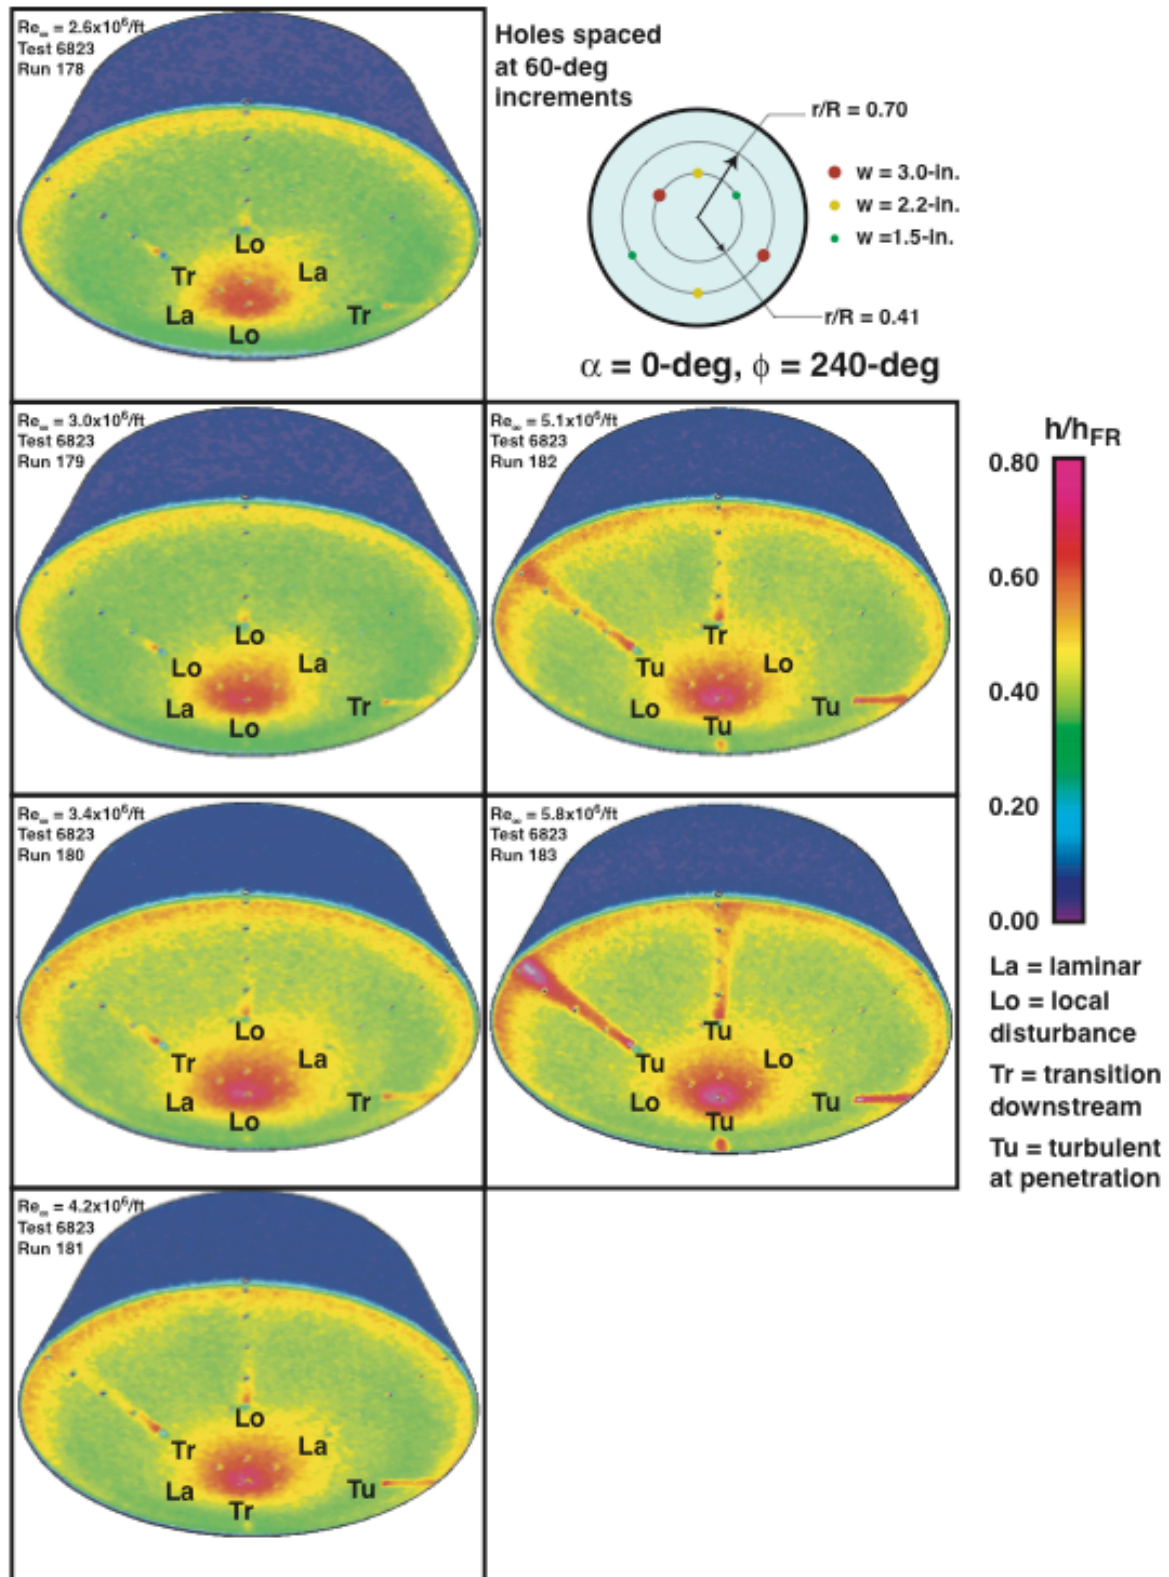 Re∞ = 2.6x10⁶/ft
Test 6823
Run 178
Lo
La
Tr
La
Tr
Lo
Holes spaced
at 60-deg
increments
r/R = 0.70
w = 3.0-in.
w = 2.2-in.
w =1.5-in.
r/R = 0.41
α = 0-deg, ϕ = 240-deg
Re∞ = 3.0x10⁶/ft
Test 6823
Run 179
Lo
Lo
La
La
Tr
Lo
Re∞ = 5.1x10⁶/ft
Test 6823
Run 182
Tr
Tu
Lo
Lo
Tu
Tu
Re∞ = 3.4x10⁶/ft
Test 6823
Run 180
Lo
Tr
La
La
Tr
Lo
Re∞ = 5.8x10⁶/ft
Test 6823
Run 183
Tu
Tu
Lo
Lo
Tu
Tu
Re∞ = 4.2x10⁶/ft
Test 6823
Run 181
Lo
Tr
La
La
Tu
Tr
h/hFR
0.80
0.60
0.40
0.20
0.00
La = laminar
Lo = local
disturbance
Tr = transition
downstream
Tu = turbulent
at penetration